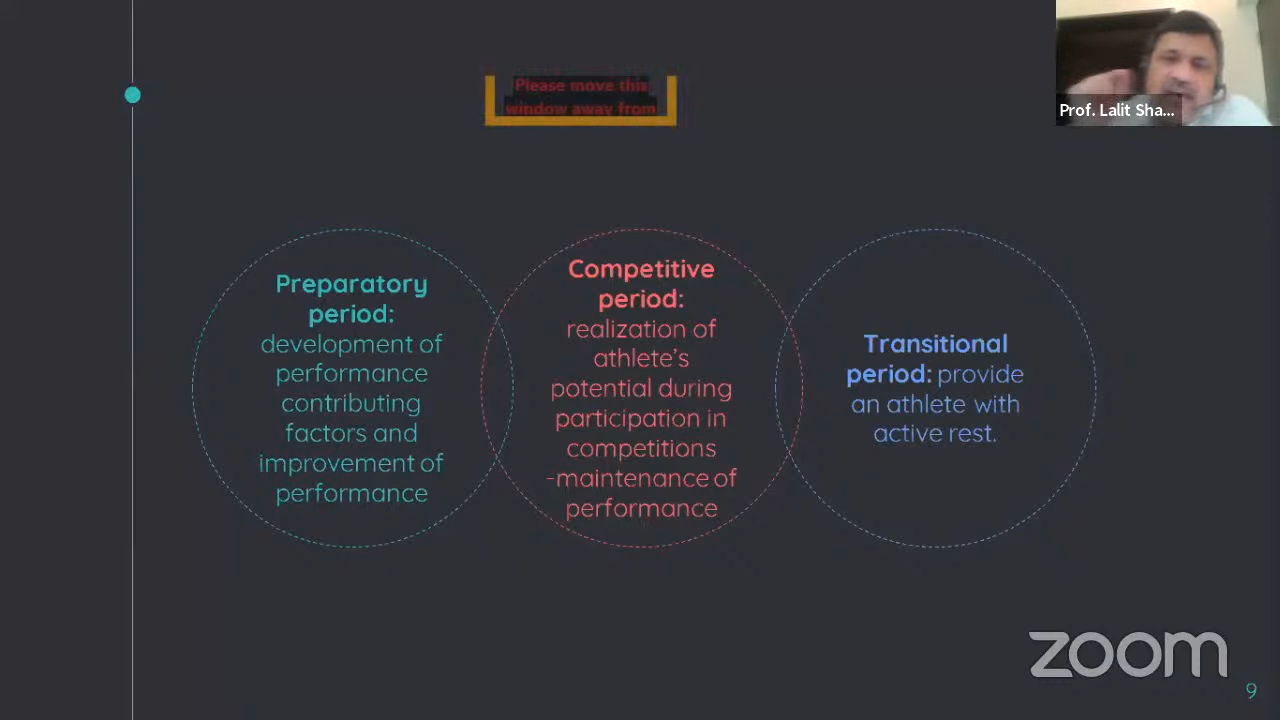 Please move this
window away from
Prof. Lalit Sha...
Preparatory
period:
development of
performance
contributing
factors and
improvement of
performance
Competitive
period:
realization of
athlete's
potential during
participation in
competitions
-maintenance of
performance
Transitional
period: provide
an athlete with
active rest.
zoom
9